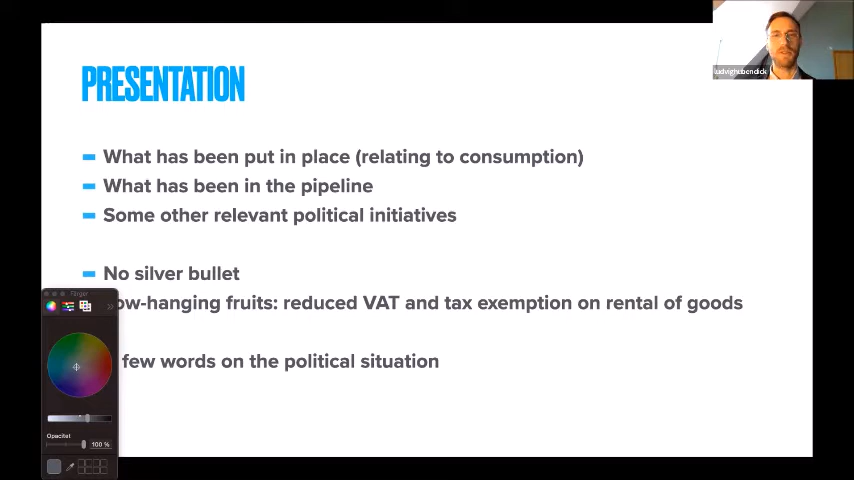 PRESENTATION
What has been put in place (relating to consumption)
What has been in the pipeline
Some other relevant political initiatives
No silver bullet
ow-hanging fruits: reduced VAT and tax exemption on rental of goods
few words on the political situation
Färger
Opacitet
100 %